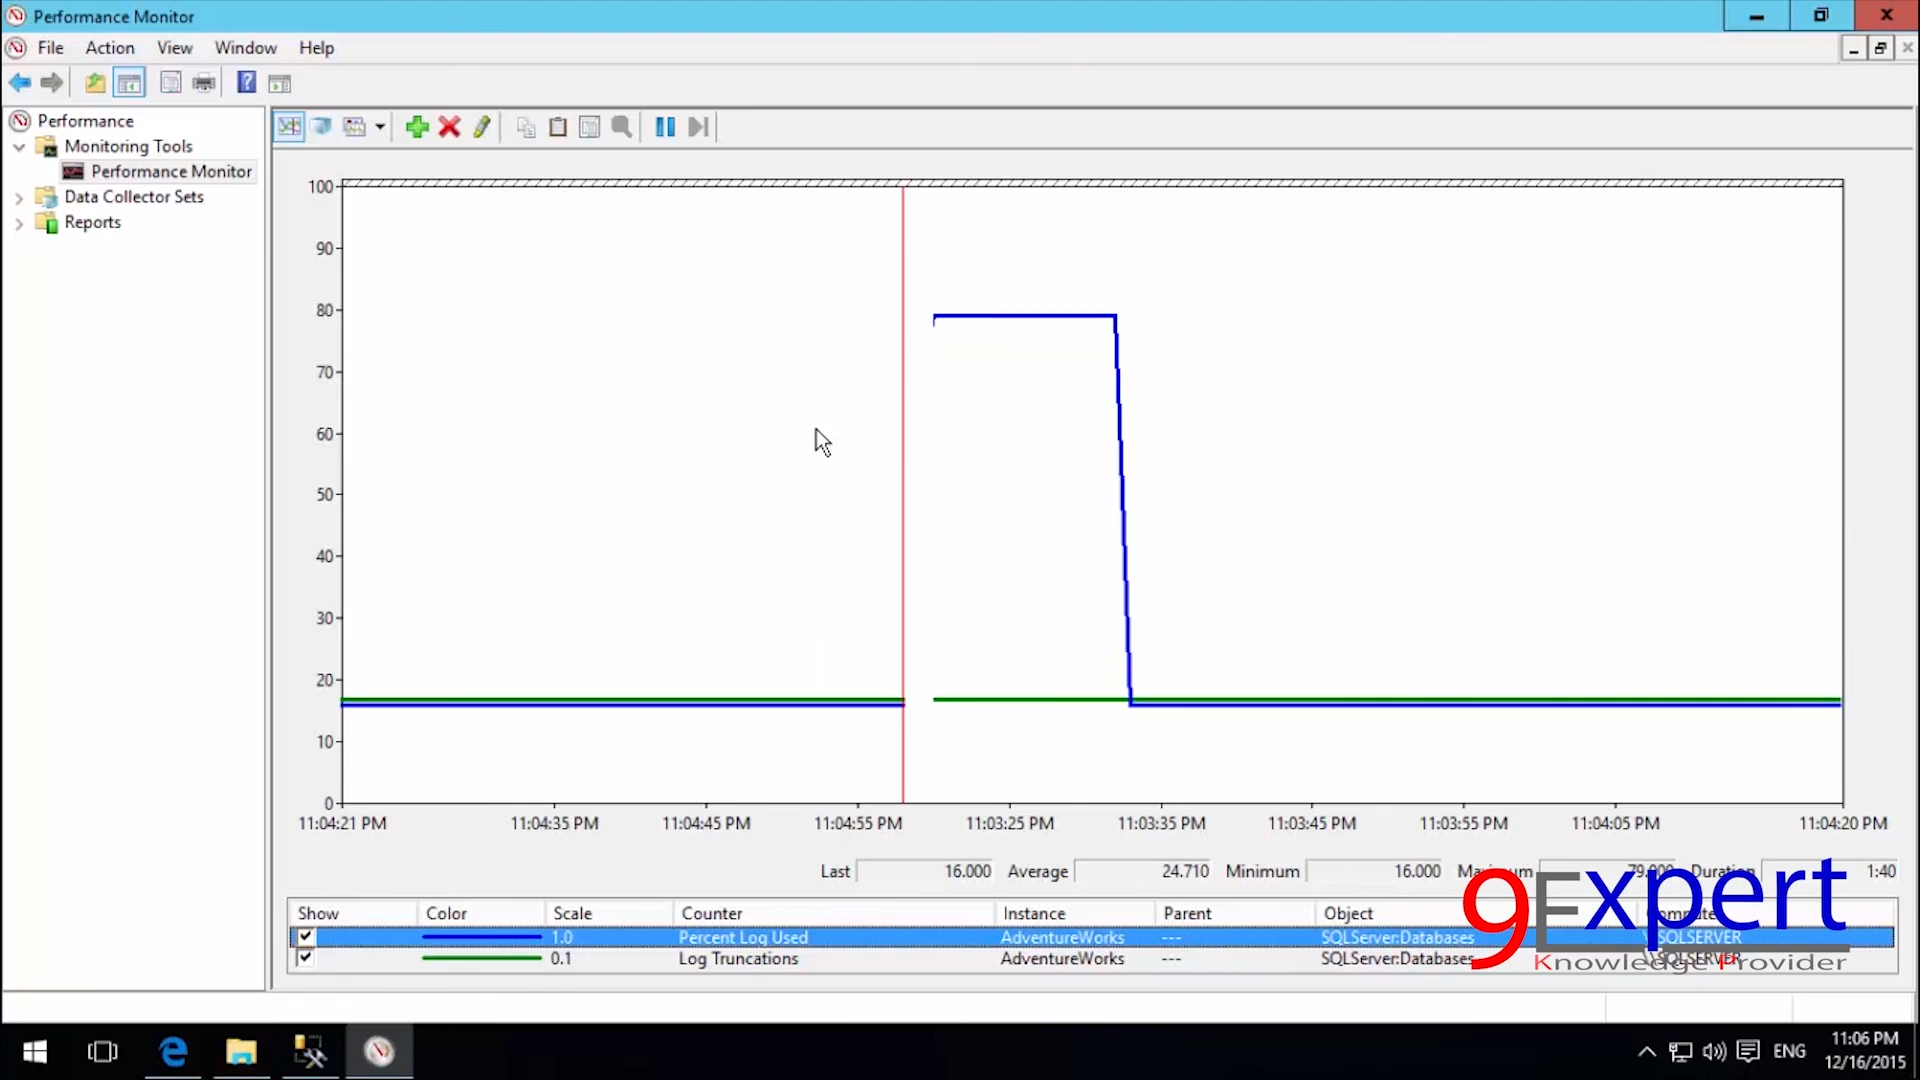 Performance Monitor
File Action View Window Help
Performance
Monitoring Tools
Performance Monitor
Data Collector Sets
Reports
100
90
80
70
60
50
40
30
20
10
0
11:04:21 PM 11:04:35 PM 11:04:45 PM 11:04:55 PM 11:03:25 PM 11:03:35 PM 11:03:45 PM 11:03:55 PM 11:04:05 PM 11:04:20 PM
Last 16.000 Average 24.710 Minimum 16.000 Maximum 79.000 Duration 1:40
Show Color Scale Counter Instance Parent Object Computer
1.0 Percent Log Used AdventureWorks --- SQLServer:Databases \\SQLSERVER
0.1 Log Truncations AdventureWorks --- SQLServer:Databases \\SQLSERVER
9Expert
Knowledge Provider
ENG
11:06 PM
12/16/2015